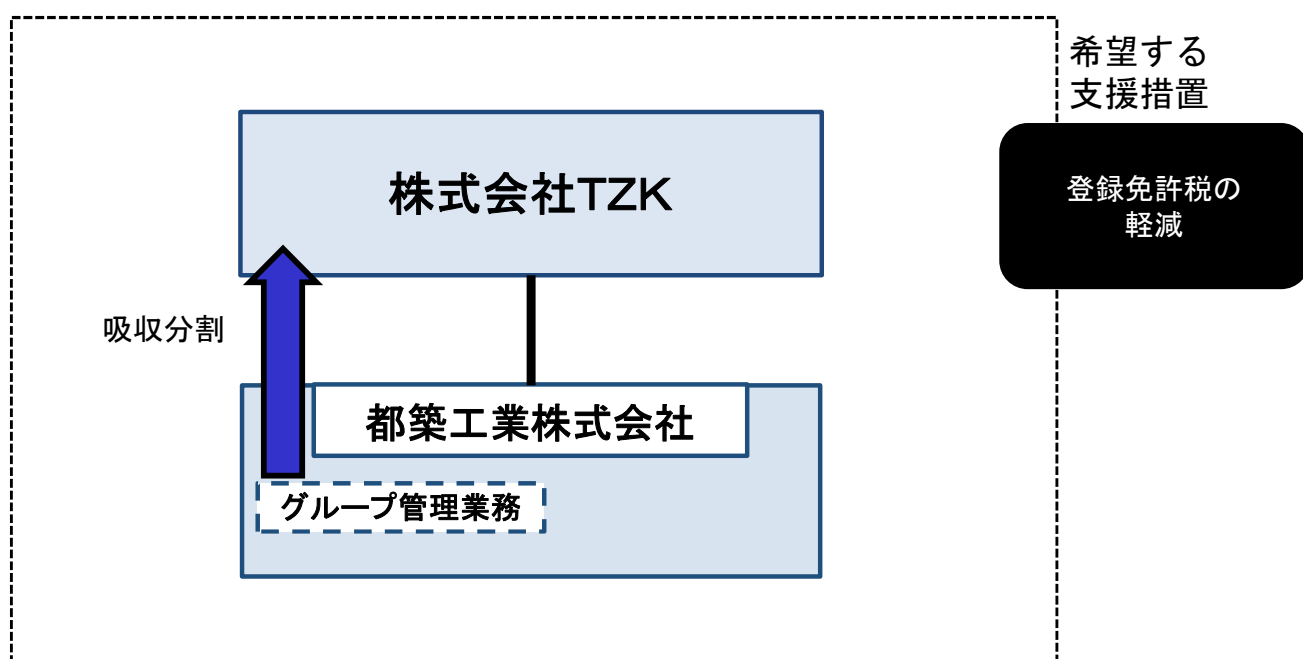 希望する
支援措置
株式会社TZK
登録免許税の
軽減
吸収分割
都築工業株式会社
グループ管理業務